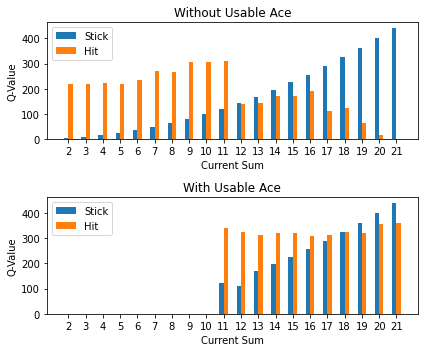 Without Usable Ace
Stick
Hit
Q-Value
400
300
200
100
0
2 3 4 5 6 7 8 9 10 11 12 13 14 15 16 17 18 19 20 21
Current Sum
With Usable Ace
Stick
Hit
Q-Value
400
300
200
100
0
2 3 4 5 6 7 8 9 10 11 12 13 14 15 16 17 18 19 20 21
Current Sum